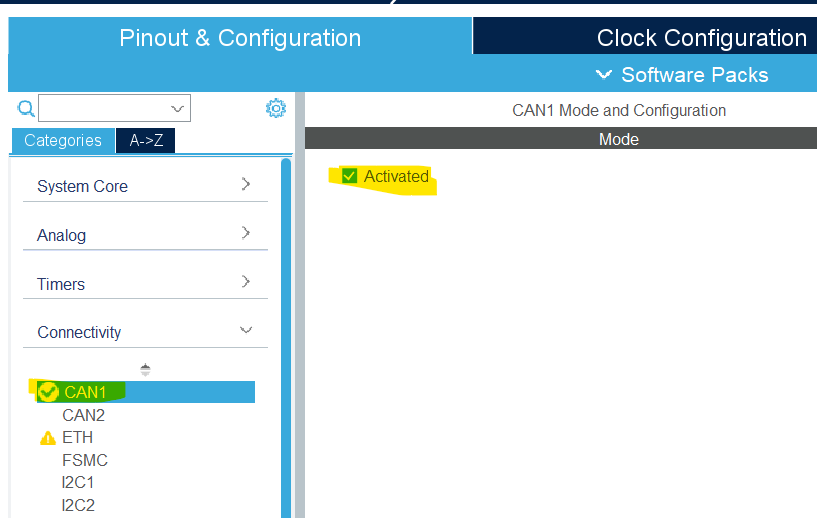 Pinout & Configuration
Clock Configuration
Software Packs
CAN1 Mode and Configuration
Categories
A->Z
Mode
System Core
Activated
Analog
Timers
Connectivity
CAN1
CAN2
ETH
FSMC
I2C1
I2C2